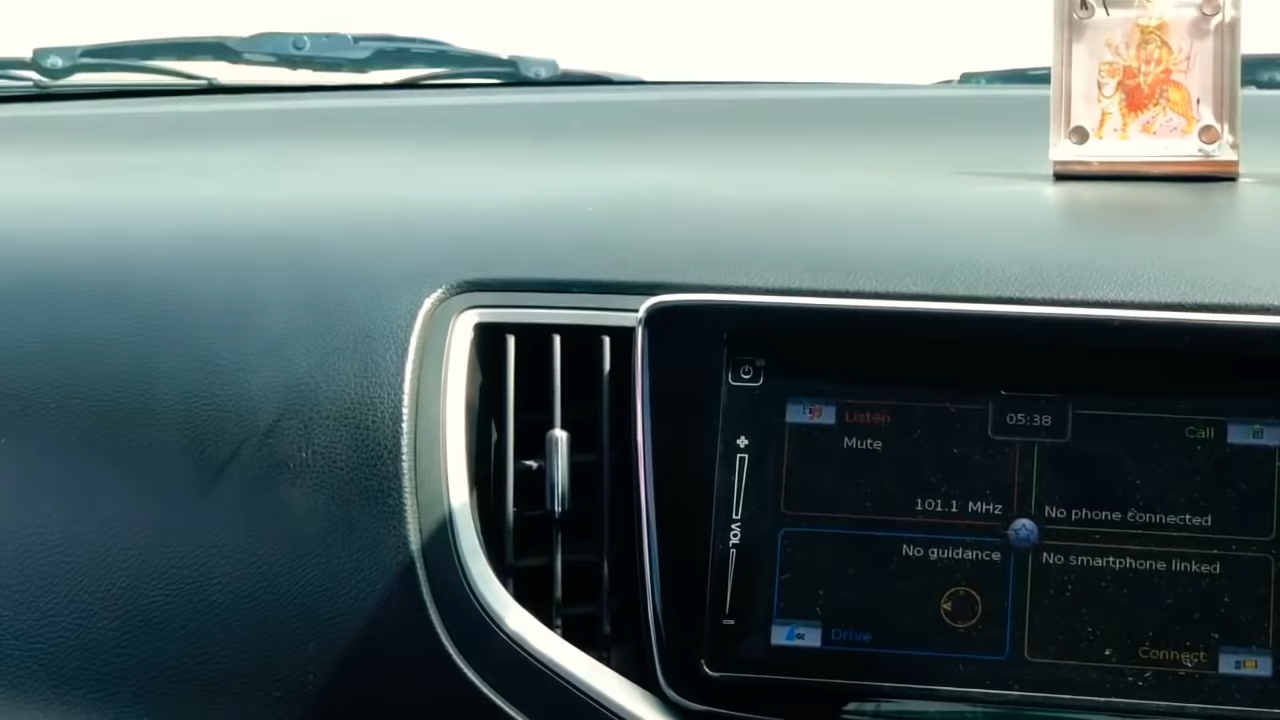 Listen
Mute
101.1 MHz
05:38
Call
No phone connected
VOL
No guidance
Drive
No smartphone linked
Connect